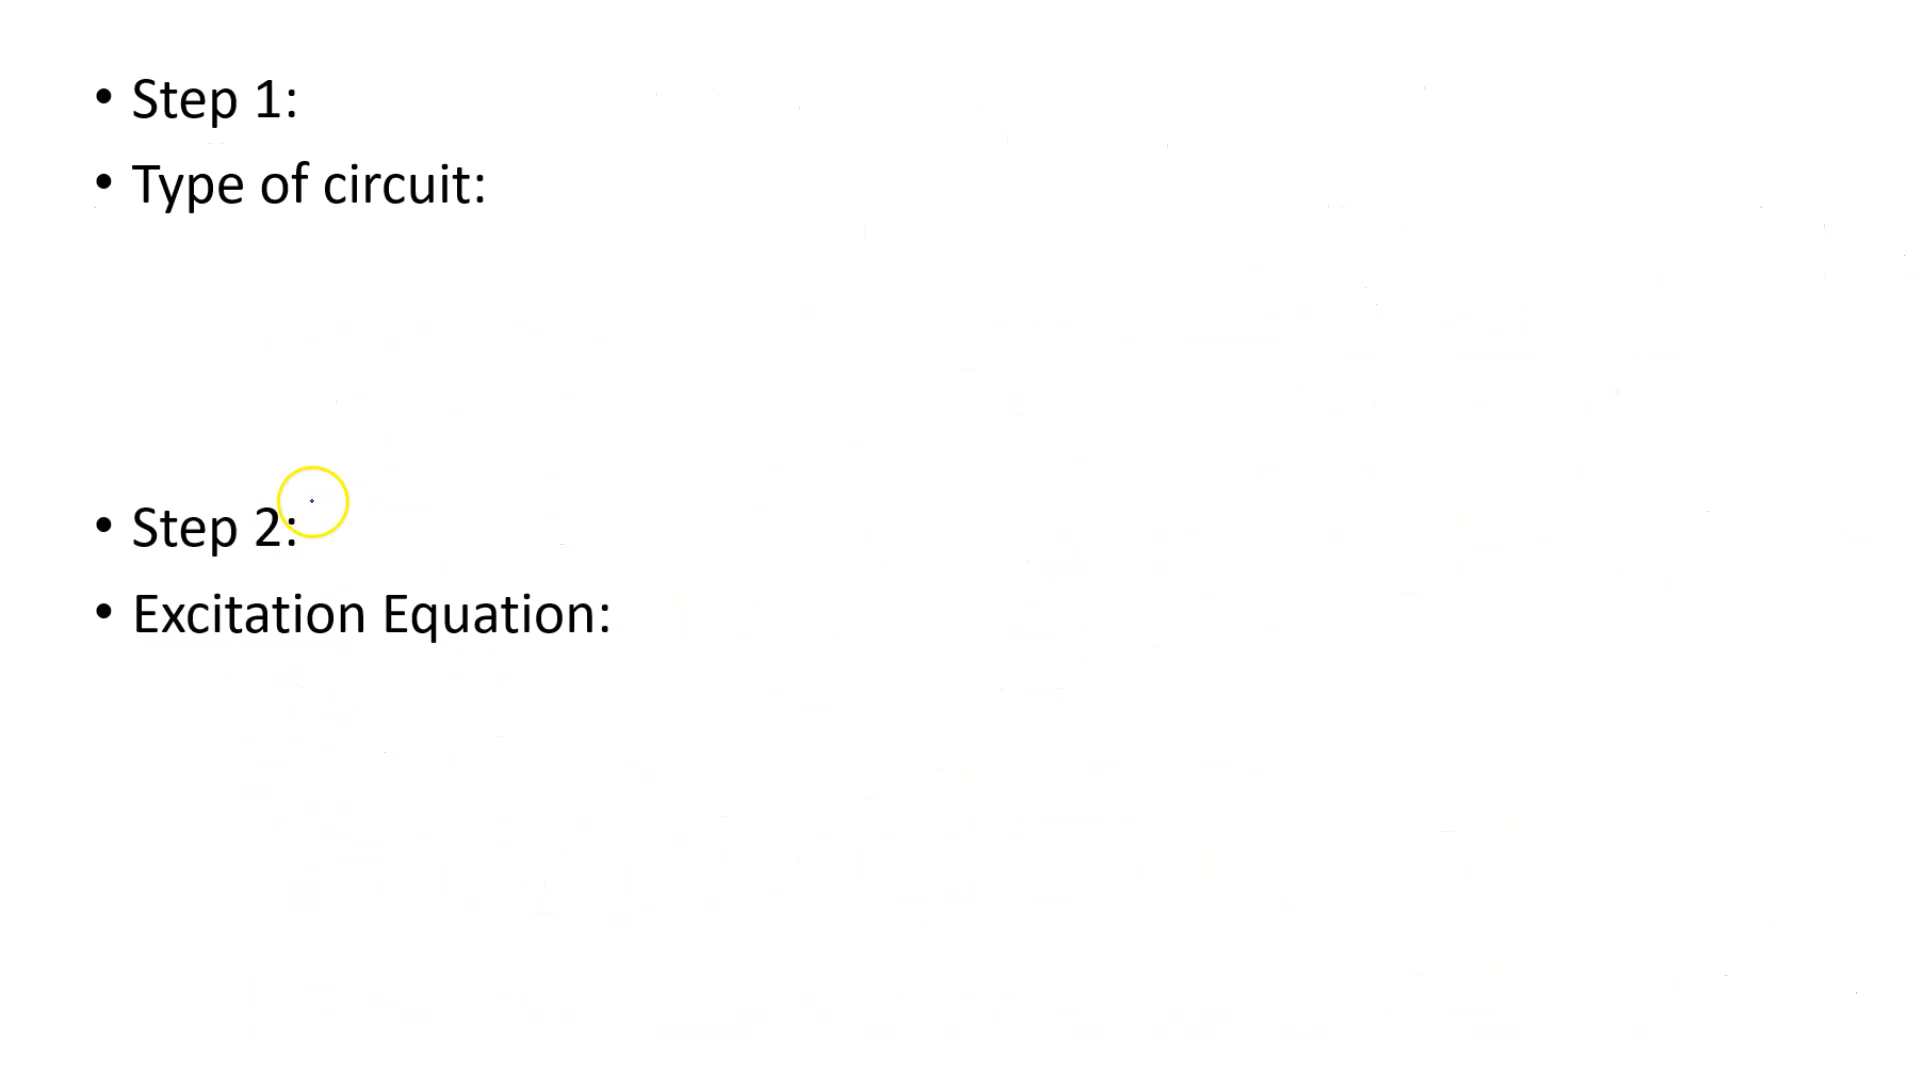 • Step 1:
• Type of circuit:
• Step 2:
• Excitation Equation: